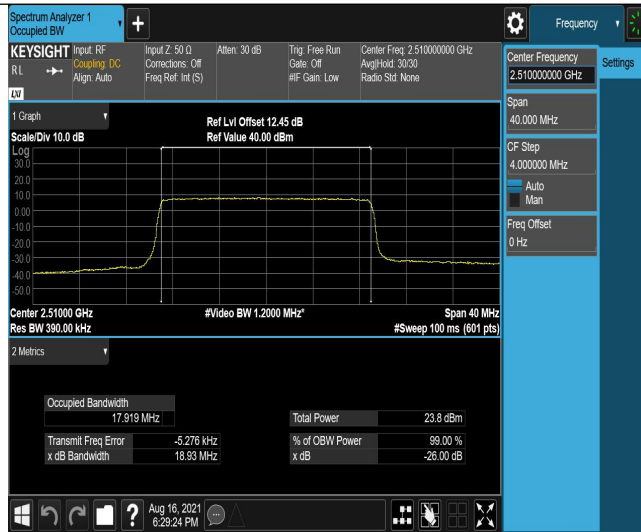 Spectrum Analyzer 1
Occupied BW
Frequency
KEYSIGHT
RL
LXI
Input: RF
Coupling: DC
Align: Auto
Input Z: 50 Ω
Corrections: Off
Freq Ref: Int (S)
Atten: 30 dB
Trig: Free Run
Gate: Off
#IF Gain: Low
Center Freq: 2.510000000 GHz
Avg|Hold: 30/30
Radio Std: None
Center Frequency
2.510000000 GHz
Settings
Span
40.000 MHz
CF Step
4.000000 MHz
Auto
Man
Freq Offset
0 Hz
1 Graph
Scale/Div 10.0 dB
Ref Lvl Offset 12.45 dB
Ref Value 40.00 dBm
Log
30.0
20.0
10.0
0.00
-10.0
-20.0
-30.0
-40.0
-50.0
Center 2.51000 GHz
#Video BW 1.2000 MHz*
Span 40 MHz
Res BW 390.00 kHz
#Sweep 100 ms (601 pts)
2 Metrics
Occupied Bandwidth
17.919 MHz
Total Power 23.8 dBm
Transmit Freq Error -5.276 kHz
% of OBW Power 99.00 %
x dB Bandwidth 18.93 MHz
x dB -26.00 dB
?
Aug 16, 2021
6:29:24 PM